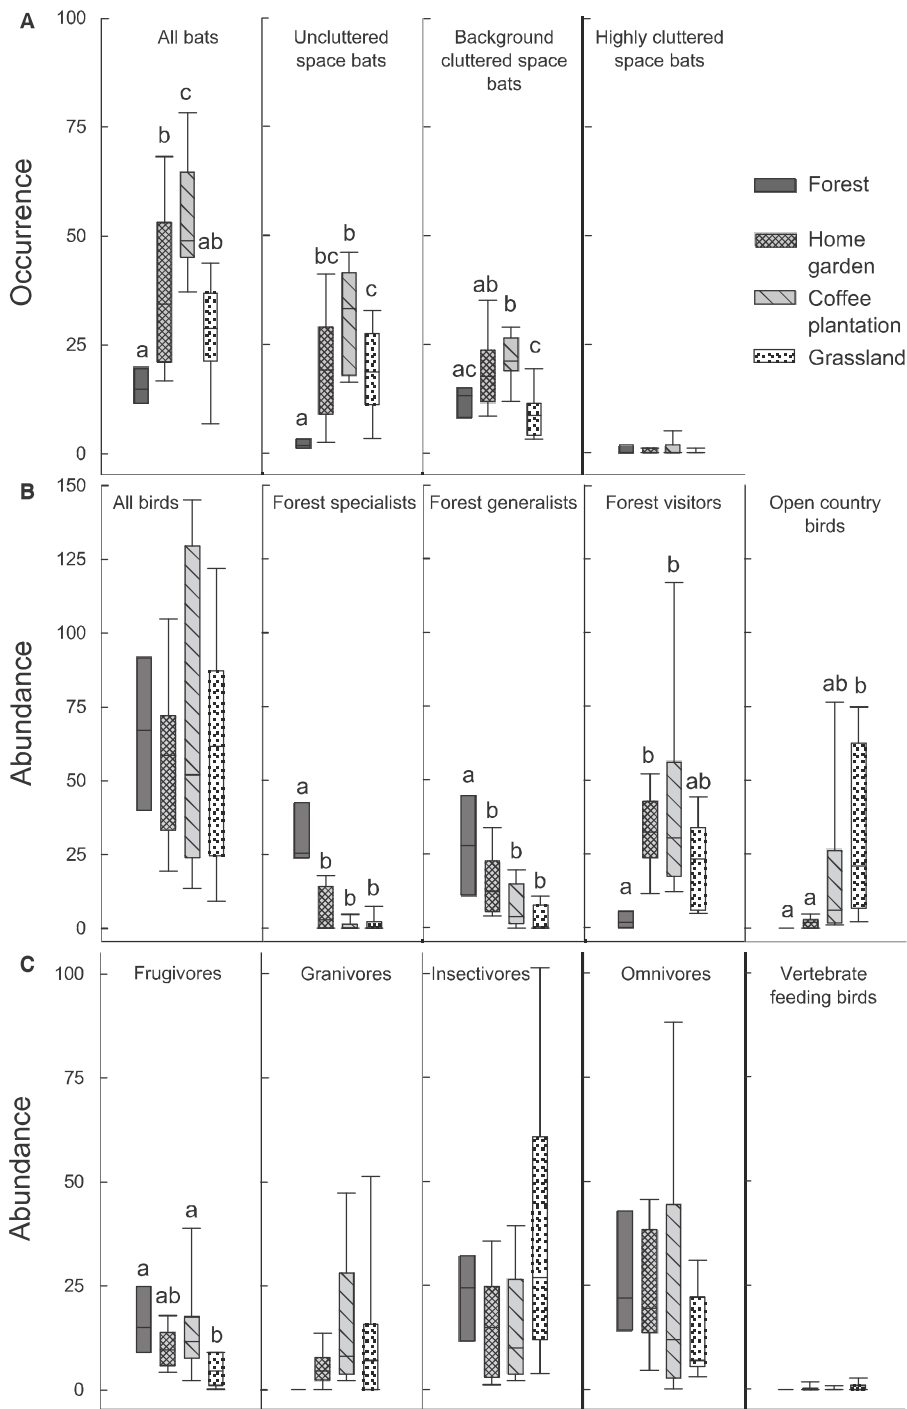 A
100
75
50
25
0
Occurrence
All bats
Uncluttered
space bats
Background
cluttered space
bats
Highly cluttered
space bats
a
b
c
ab
a
bc
b
c
ac
ab
b
c
Forest
Home
garden
Coffee
plantation
Grassland
B
150
125
100
75
50
25
0
Abundance
All birds
Forest specialists
Forest generalists
Forest visitors
Open country
birds
a
b
b
b
a
b
b
b
a
b
b
ab
a
a
ab
b
C
100
75
50
25
0
Abundance
Frugivores
Granivores
Insectivores
Omnivores
Vertebrate
feeding birds
a
ab
a
b